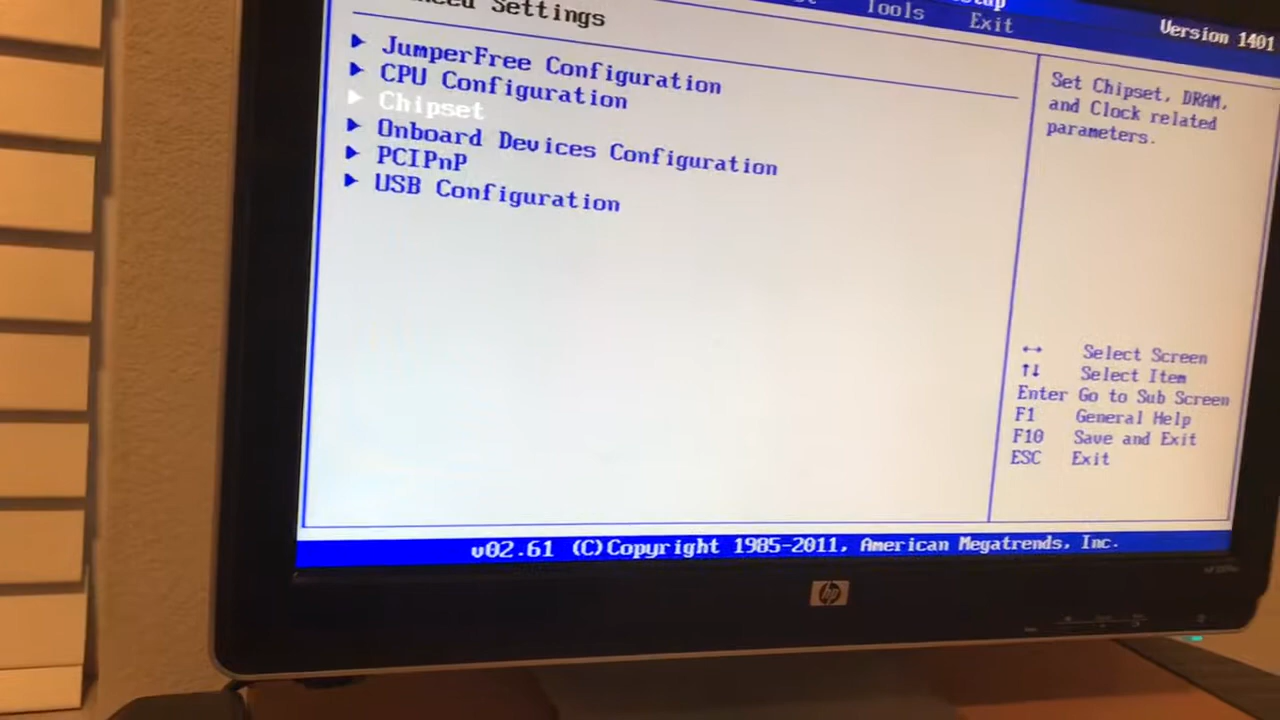 Tools Exit
Version 1401
Settings
JumperFree Configuration
CPU Configuration
Chipset
Onboard Devices Configuration
PCIPnP
USB Configuration
Set Chipset, DRAM,
and Clock related
parameters.
↔ Select Screen
↑↓ Select Item
Enter Go to Sub Screen
F1 General Help
F10 Save and Exit
ESC Exit
v02.61 (C)Copyright 1985-2011, American Megatrends, Inc.
hp